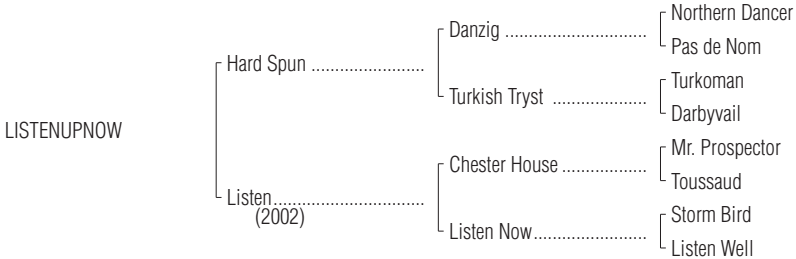 Northern Dancer
Danzig ..............................
Pas de Nom
Hard Spun ........................
Turkoman
Turkish Tryst ....................
Darbyvail
LISTENUPNOW
Mr. Prospector
Chester House ..................
Toussaud
Listen................................
(2002)
Storm Bird
Listen Now........................
Listen Well